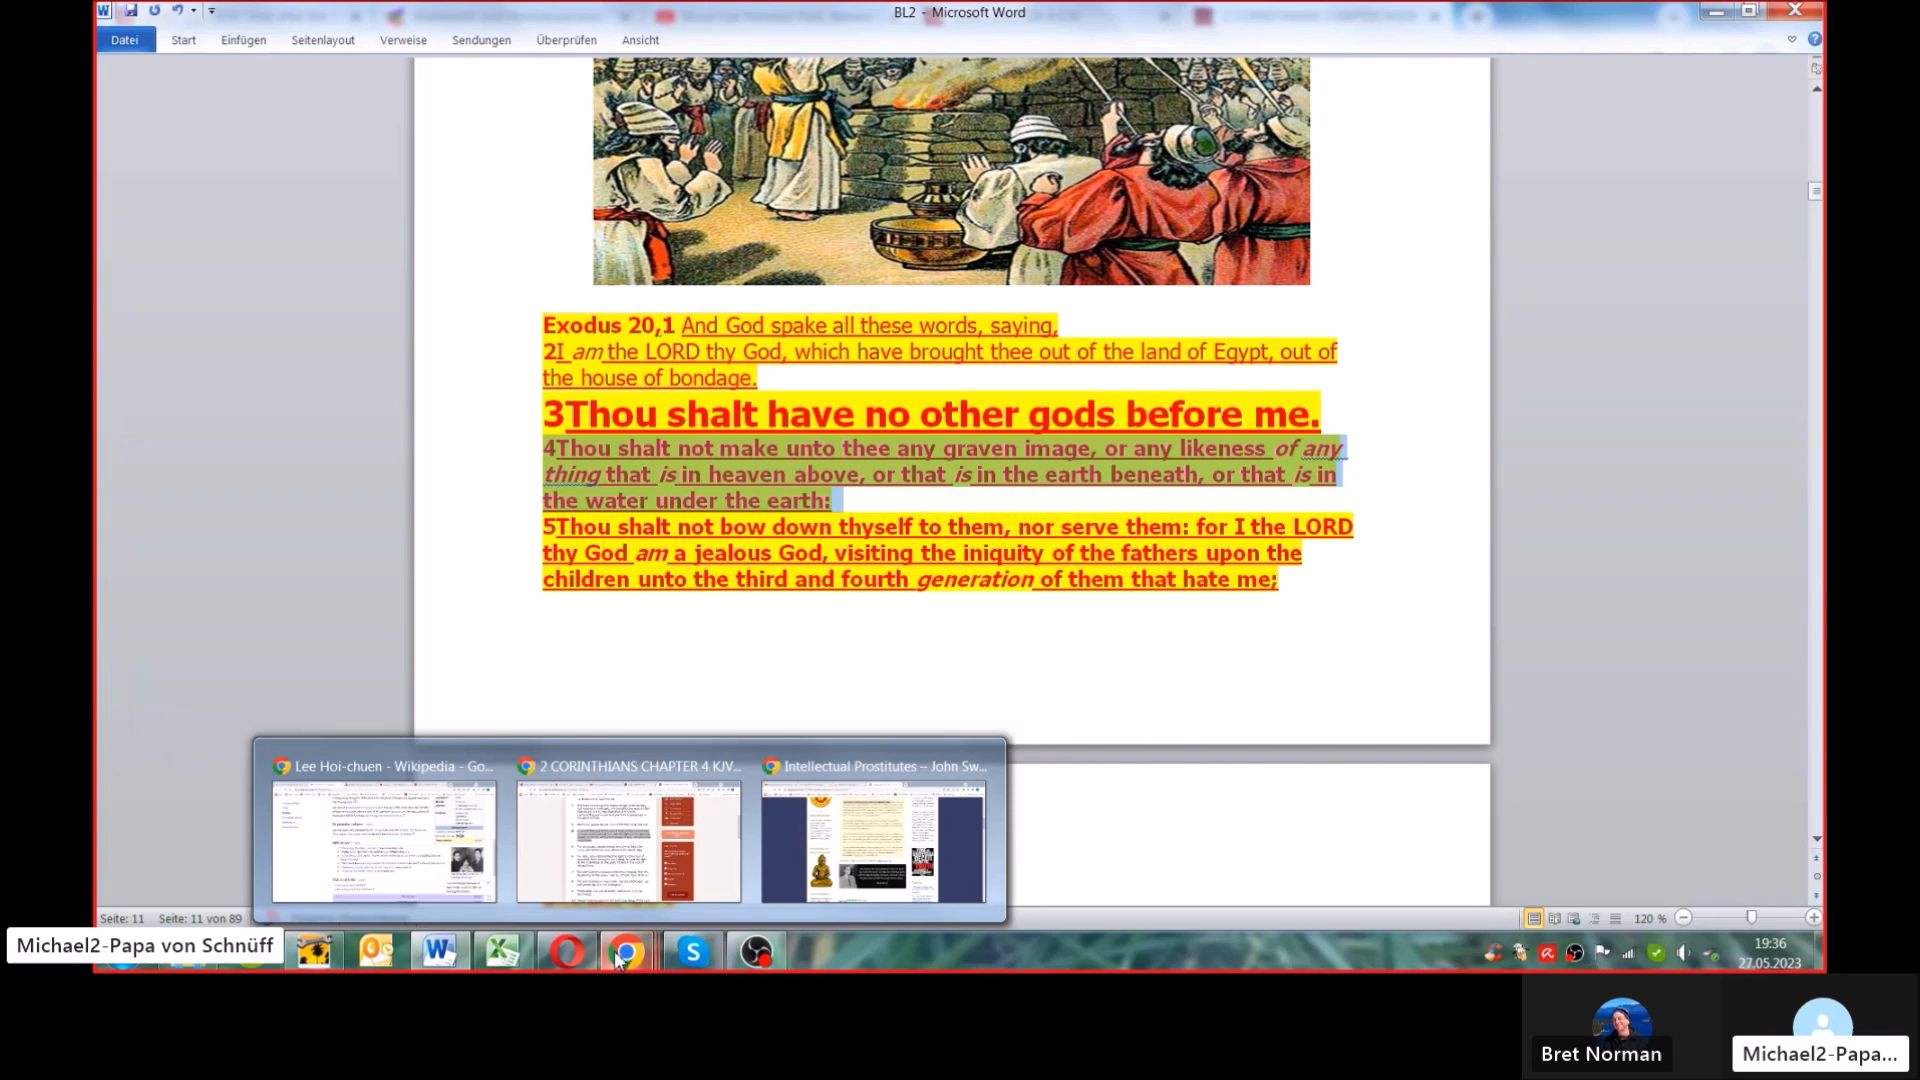 BL2 - Microsoft Word
Datei Start Einfügen Seitenlayout Verweise Sendungen Überprüfen Ansicht
Exodus 20,1 And God spake all these words, saying,
2I am the LORD thy God, which have brought thee out of the land of Egypt, out of
the house of bondage.
3Thou shalt have no other gods before me.
4Thou shalt not make unto thee any graven image, or any likeness of any
thing that is in heaven above, or that is in the earth beneath, or that is in
the water under the earth:
5Thou shalt not bow down thyself to them, nor serve them: for I the LORD
thy God am a jealous God, visiting the iniquity of the fathers upon the
children unto the third and fourth generation of them that hate me;
Lee Hoi-chuen - Wikipedia - Go... 2 CORINTHIANS CHAPTER 4 KJV... Intellectual Prostitutes – John Sw...
Seite: 11 Seite: 11 von 89 120 %
Michael2-Papa von Schnüff
19:36
27.05.2023
Bret Norman Michael2-Papa...